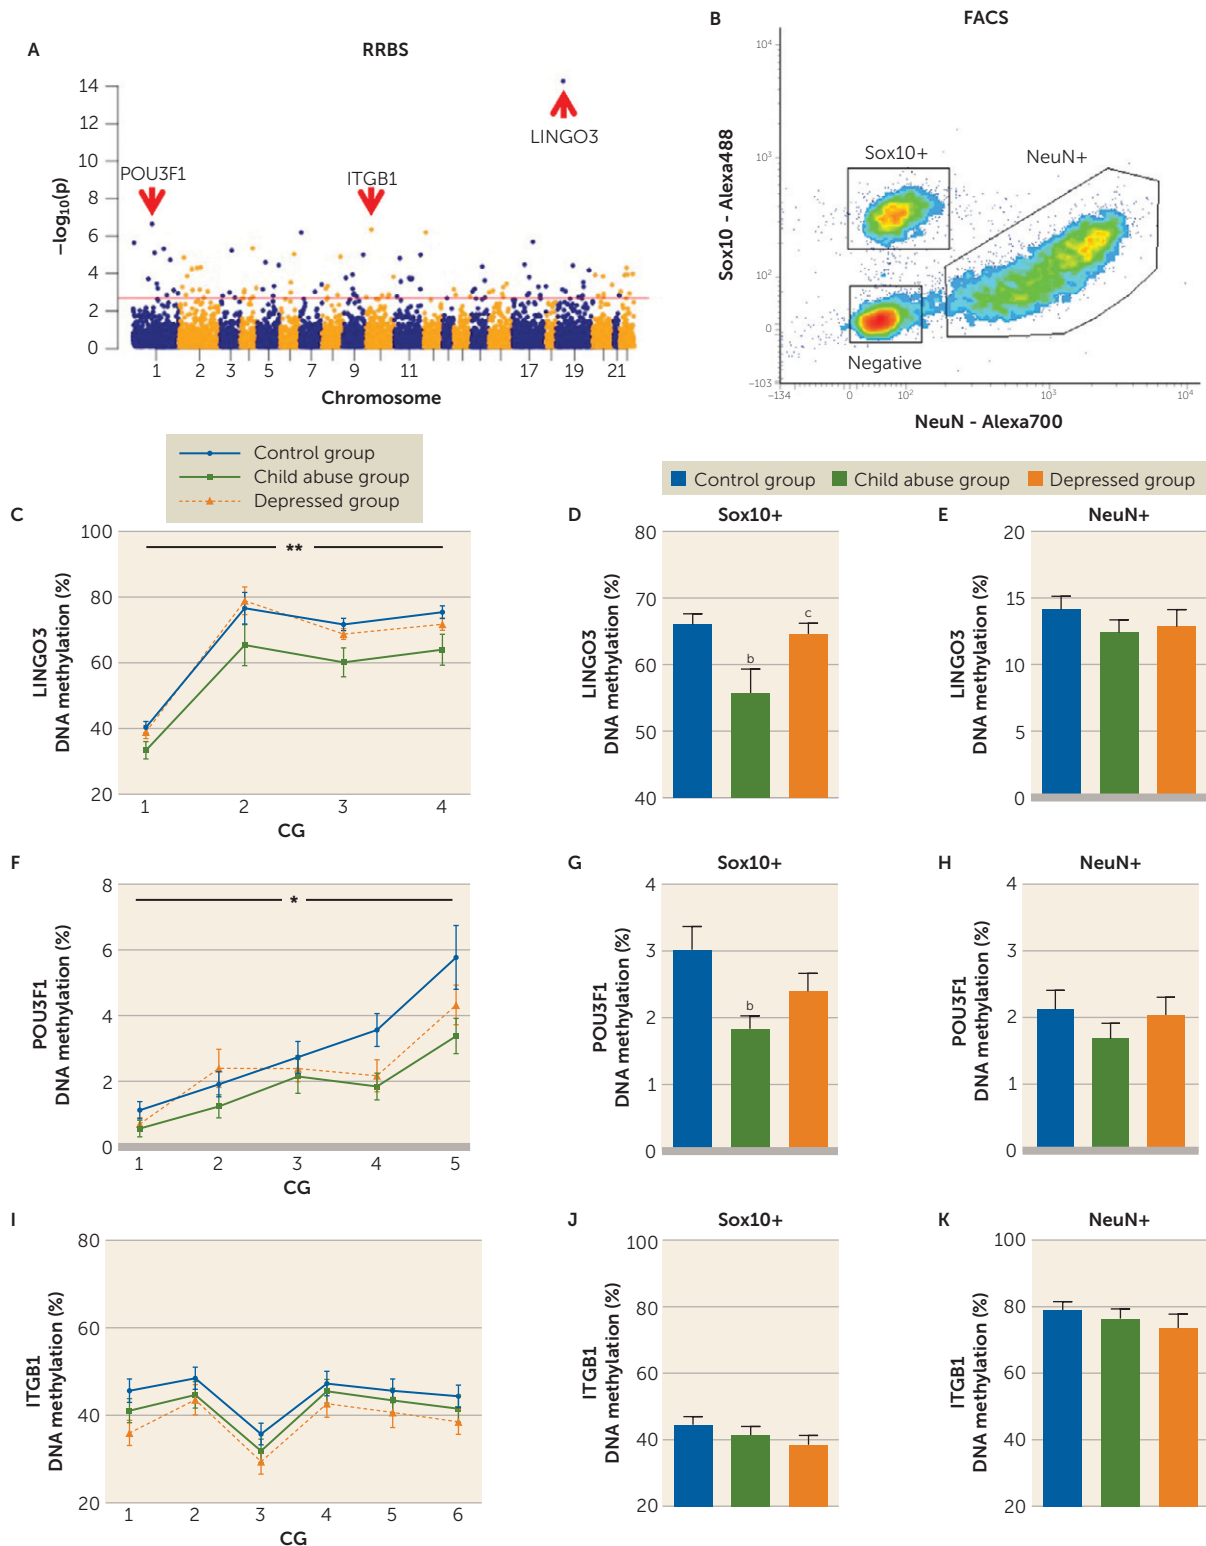 A
RRBS
14
12
10
8
6
4
2
0
−log10(p)
POU3F1
ITGB1
LINGO3
1 2 3 5 7 9 11 17 19 21
Chromosome
B
FACS
10⁴
10³
10²
0
−103
Sox10 - Alexa488
Sox10+
NeuN+
Negative
−134 0 10² 10³ 10⁴
NeuN - Alexa700
Control group
Child abuse group
Depressed group
Control group Child abuse group Depressed group
C
100
80
60
40
20
LINGO3
DNA methylation (%)
**
1 2 3 4
CG
D
Sox10+
80
70
60
50
40
LINGO3
DNA methylation (%)
b
c
E
NeuN+
20
15
10
5
0
LINGO3
DNA methylation (%)
F
8
6
4
2
0
POU3F1
DNA methylation (%)
*
1 2 3 4 5
CG
G
Sox10+
4
3
2
1
0
POU3F1
DNA methylation (%)
b
H
NeuN+
4
3
2
1
0
POU3F1
DNA methylation (%)
I
80
60
40
20
ITGB1
DNA methylation (%)
1 2 3 4 5 6
CG
J
Sox10+
100
80
60
40
20
ITGB1
DNA methylation (%)
K
NeuN+
100
80
60
40
20
ITGB1
DNA methylation (%)